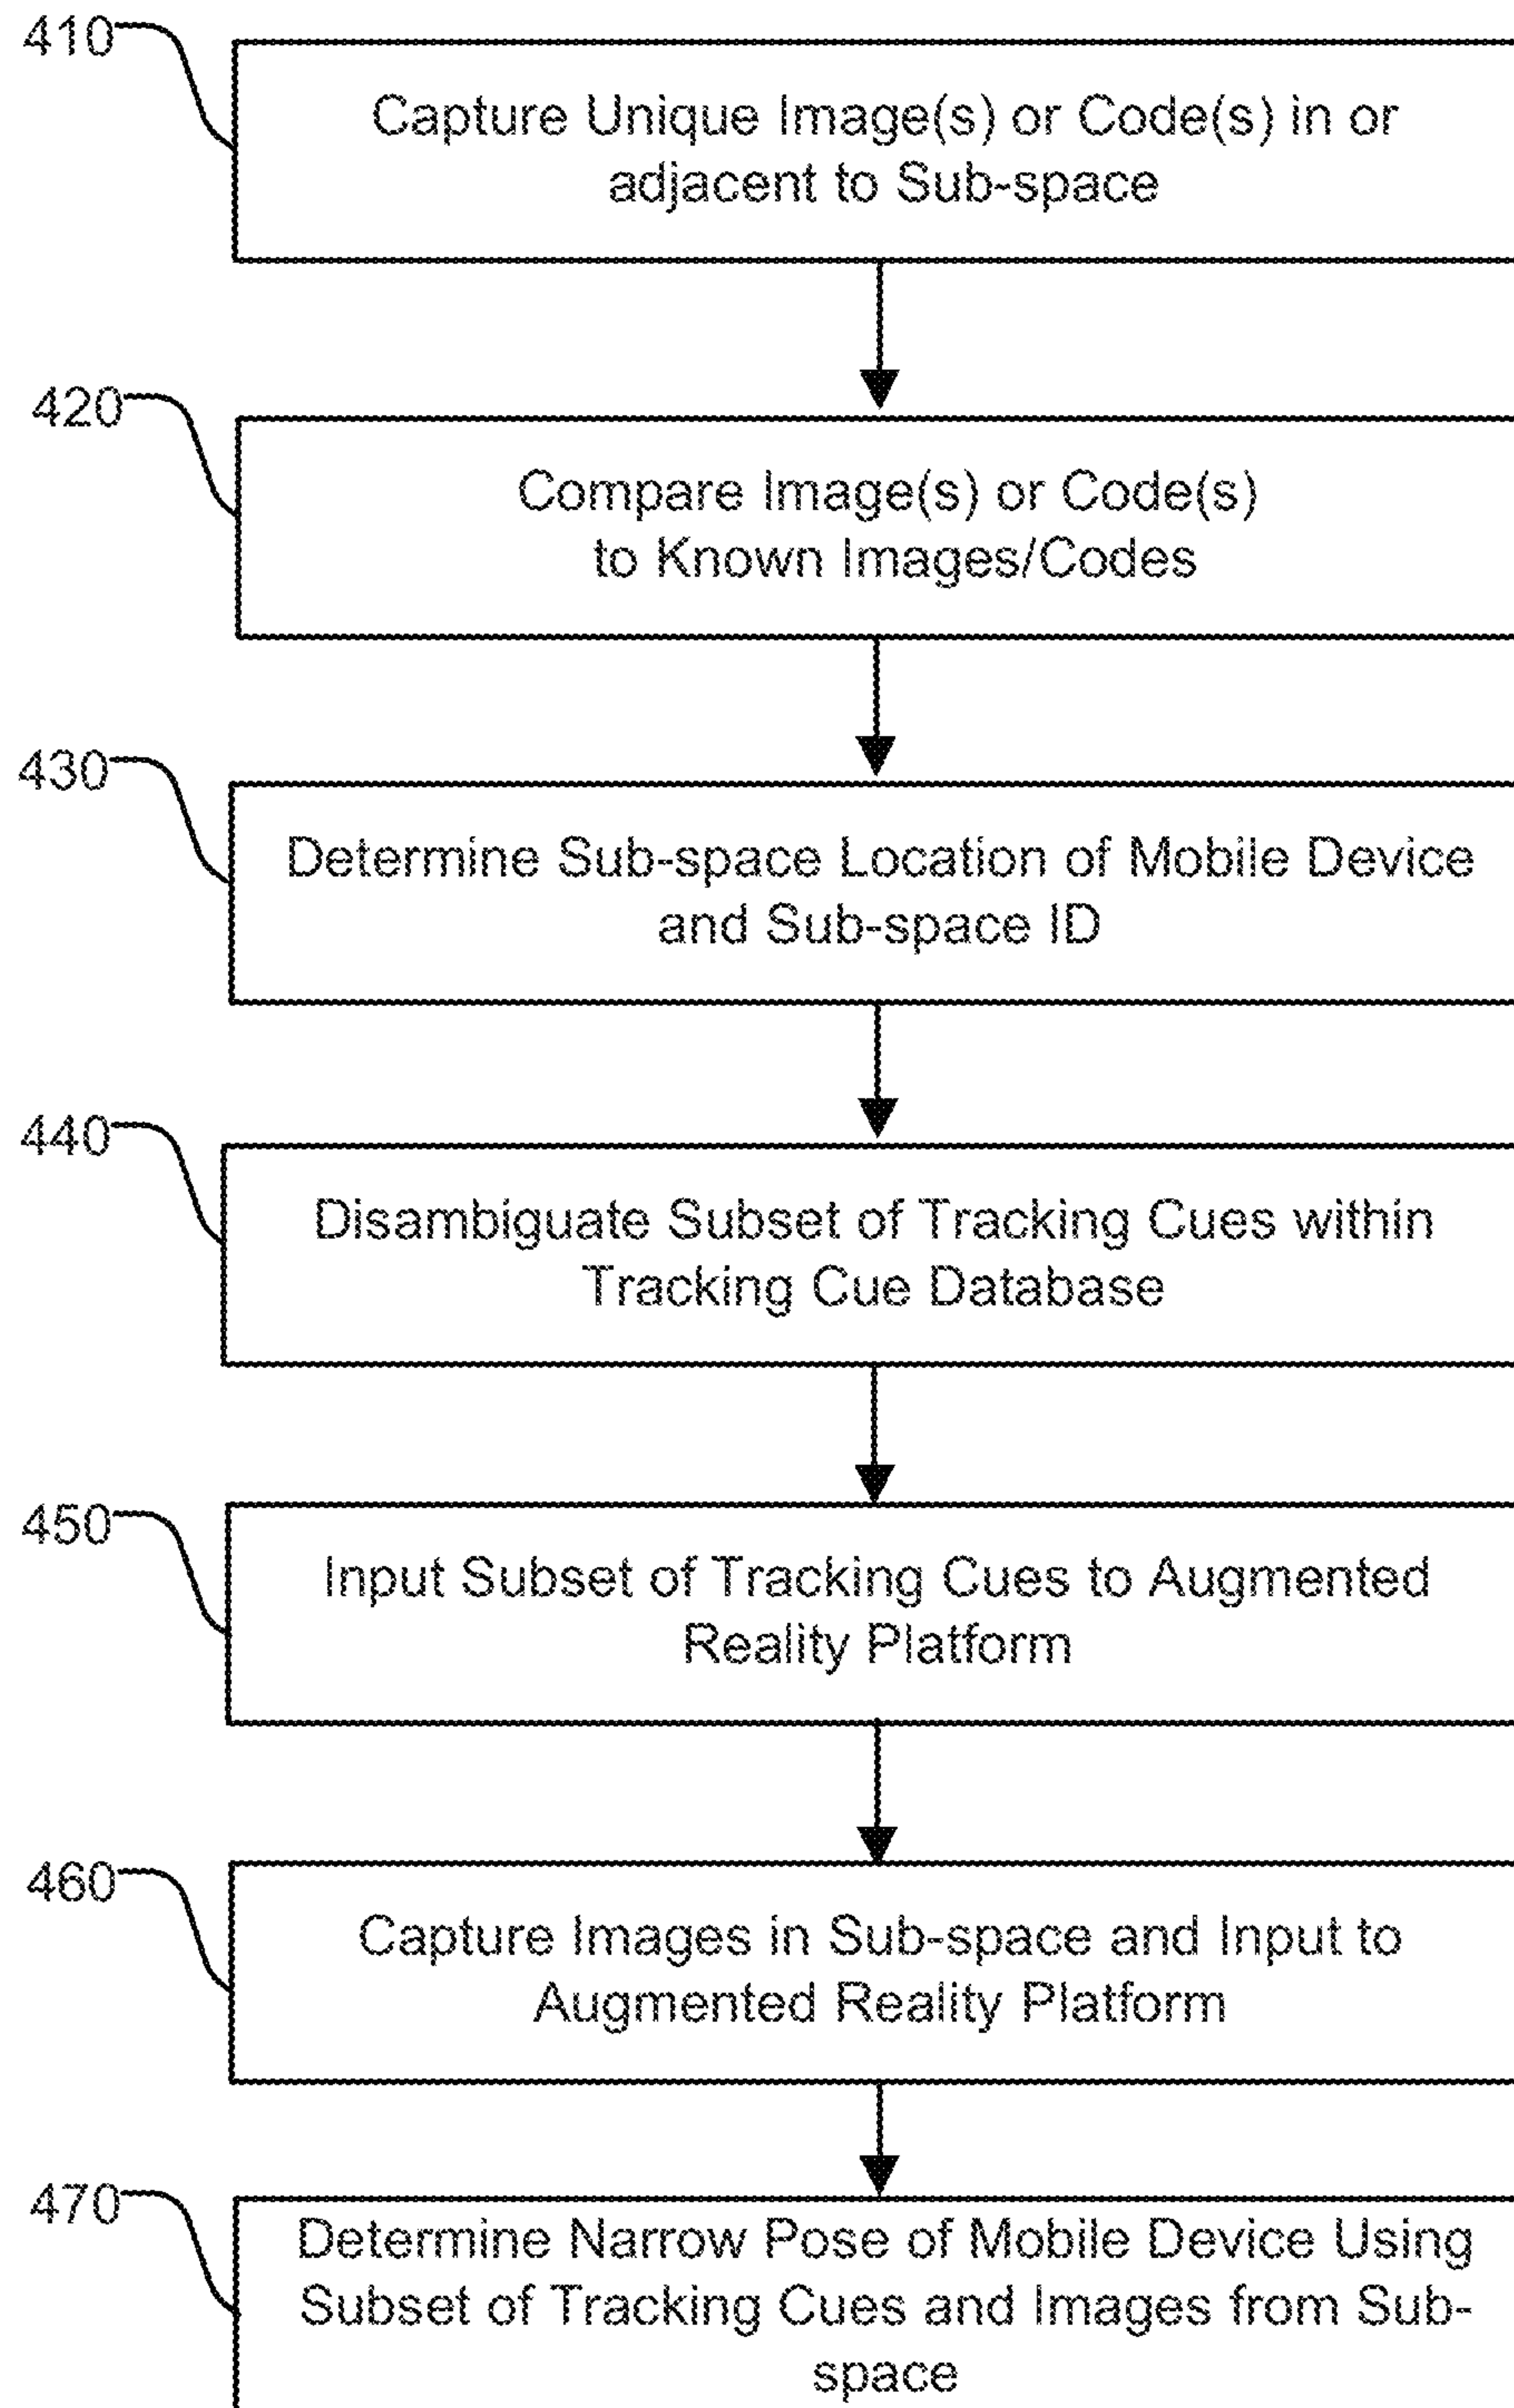 410
Capture Unique Image(s) or Code(s) in or
adjacent to Sub-space
420
Compare Image(s) or Code(s)
to Known Images/Codes
430
Determine Sub-space Location of Mobile Device
and Sub-space ID
440
Disambiguate Subset of Tracking Cues within
Tracking Cue Database
450
Input Subset of Tracking Cues to Augmented
Reality Platform
460
Capture Images in Sub-space and Input to
Augmented Reality Platform
470
Determine Narrow Pose of Mobile Device Using
Subset of Tracking Cues and Images from Sub-
space